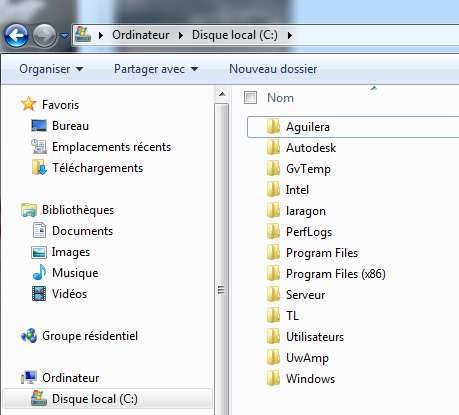 Ordinateur Disque local (C:)
Organiser Partager avec Nouveau dossier
Favoris
Bureau
Emplacements récents
Téléchargements
Bibliothèques
Documents
Images
Musique
Vidéos
Groupe résidentiel
Ordinateur
Disque local (C:)
Nom
Aguilera
Autodesk
GvTemp
Intel
laragon
PerfLogs
Program Files
Program Files (x86)
Serveur
TL
Utilisateurs
UwAmp
Windows